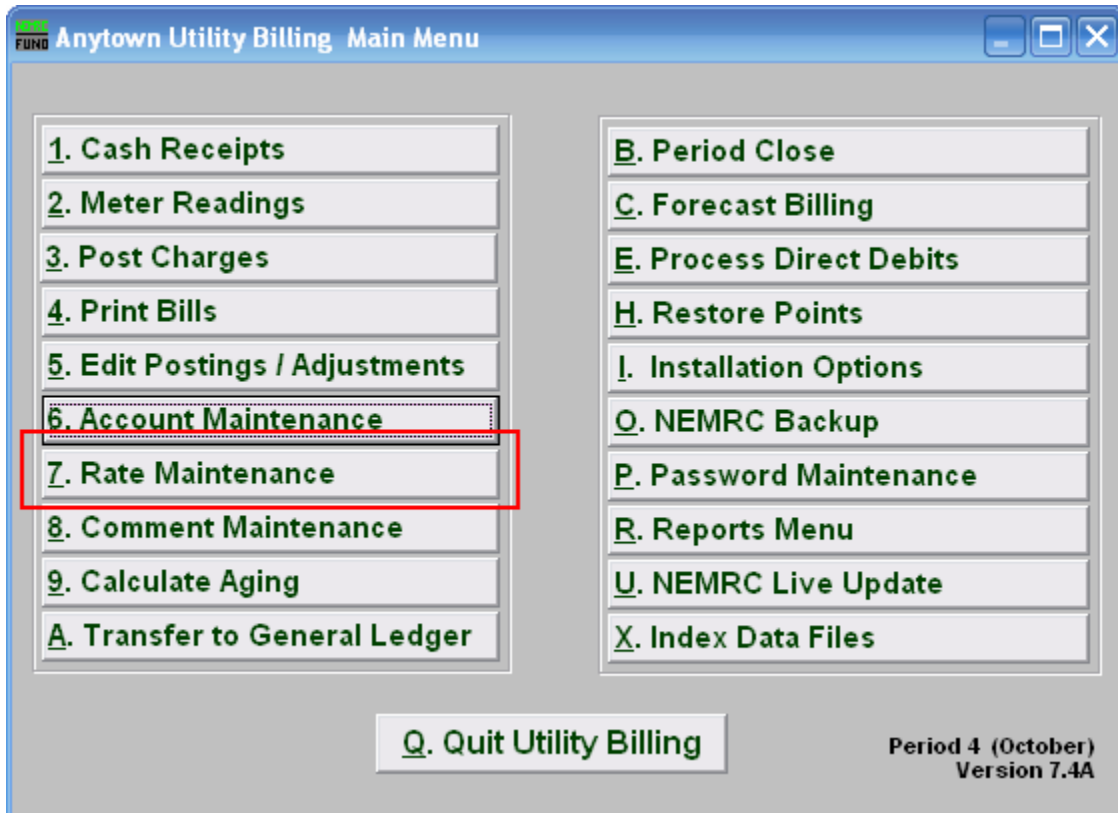 NEMRC
FUND
Anytown Utility Billing Main Menu
1. Cash Receipts
2. Meter Readings
3. Post Charges
4. Print Bills
5. Edit Postings / Adjustments
6. Account Maintenance
7. Rate Maintenance
8. Comment Maintenance
9. Calculate Aging
A. Transfer to General Ledger
B. Period Close
C. Forecast Billing
E. Process Direct Debits
H. Restore Points
I. Installation Options
O. NEMRC Backup
P. Password Maintenance
R. Reports Menu
U. NEMRC Live Update
X. Index Data Files
Q. Quit Utility Billing
Period 4 (October)
Version 7.4A